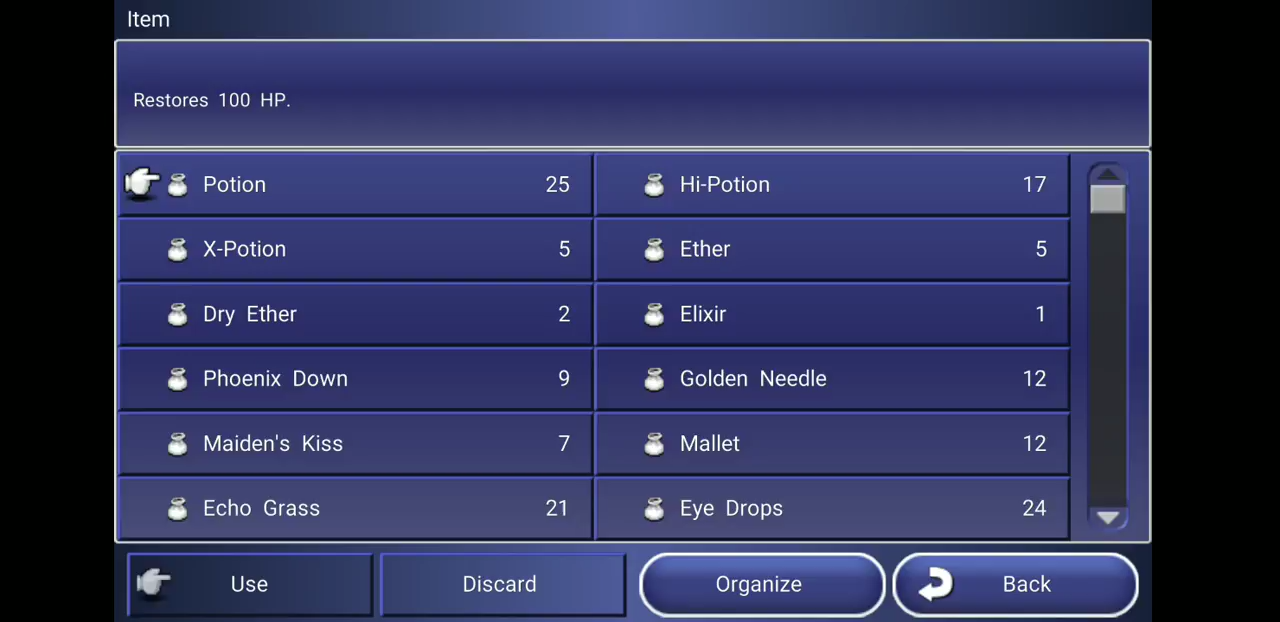 Item
Restores 100 HP.
Potion 25 Hi-Potion 17
X-Potion 5 Ether 5
Dry Ether 2 Elixir 1
Phoenix Down 9 Golden Needle 12
Maiden's Kiss 7 Mallet 12
Echo Grass 21 Eye Drops 24
Use Discard Organize Back